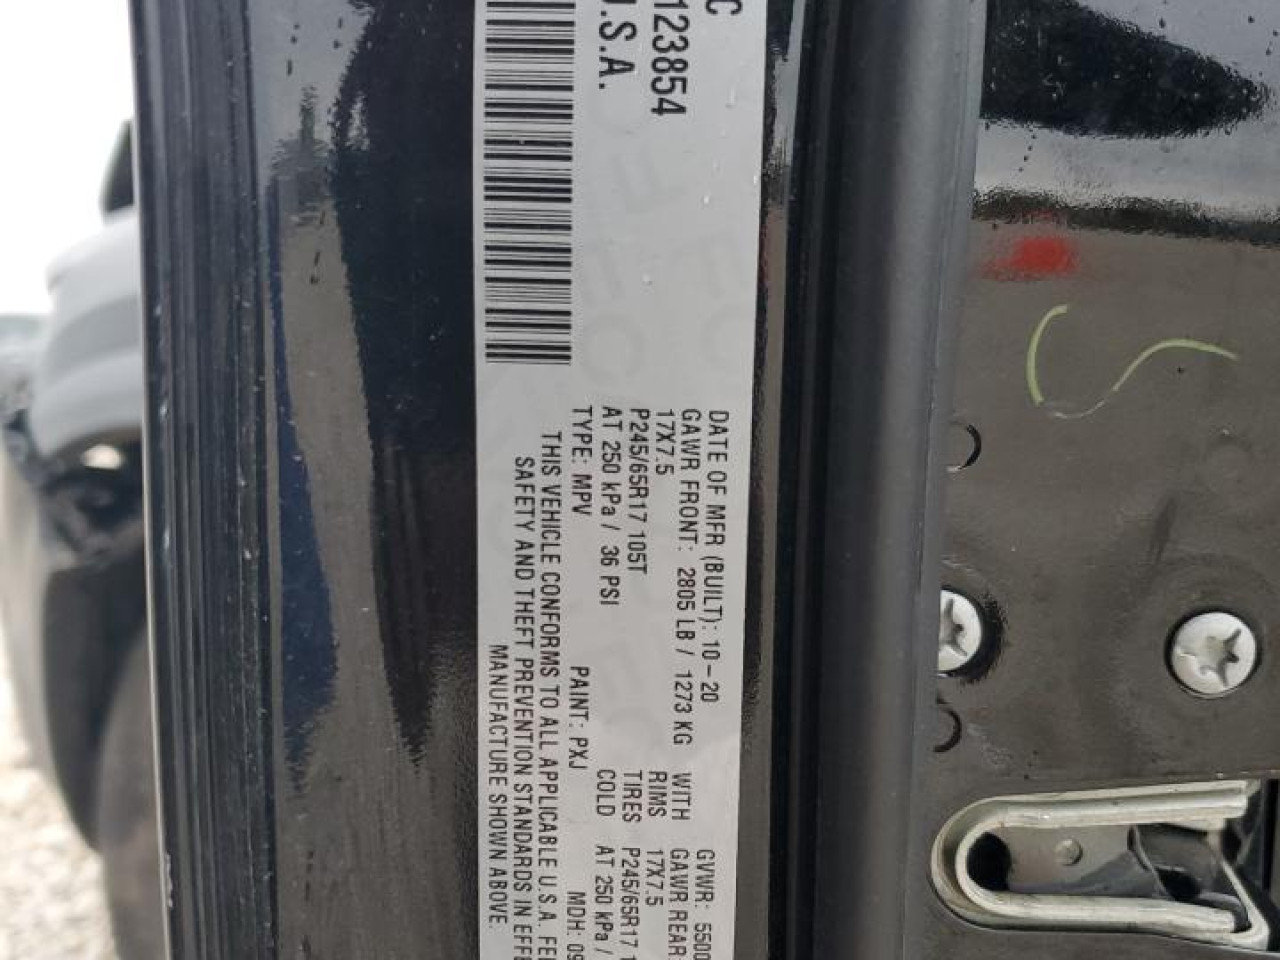 C
123854
U.S.A.
DATE OF MFR (BUILT): 10-20
GVWR: 5500
GAWR FRONT: 2805 LB / 1273 KG WITH
GAWR REAR:
17X7.5 RIMS 17X7.5
P245/65R17 105T TIRES P245/65R17 1
AT 250 kPa / 36 PSI COLD AT 250 kPa /
TYPE: MPV PAINT: PXJ MDH: 09
THIS VEHICLE CONFORMS TO ALL APPLICABLE U.S.A. FE
SAFETY AND THEFT PREVENTION STANDARDS IN EFF
MANUFACTURE SHOWN ABOVE.